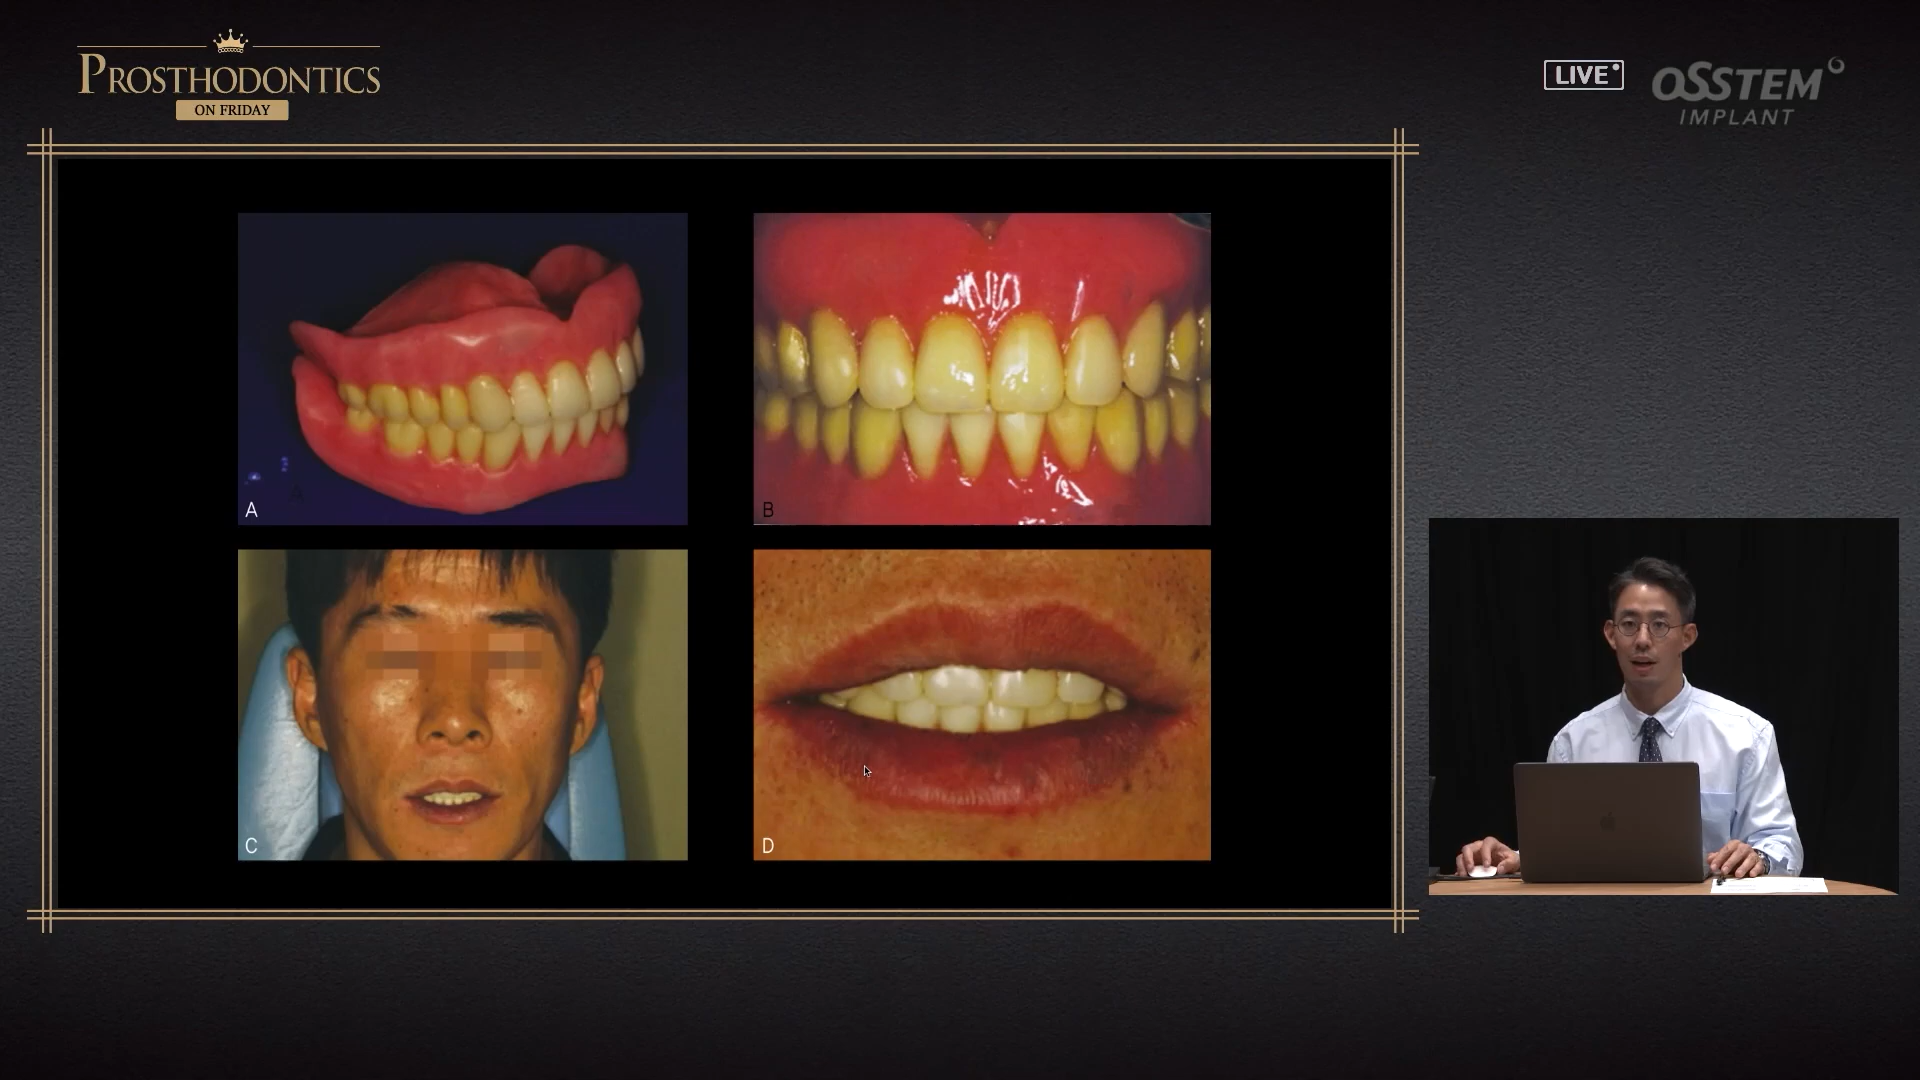 PROSTHODONTICS
ON FRIDAY
LIVE
OSSTEM
IMPLANT
A
B
C
D